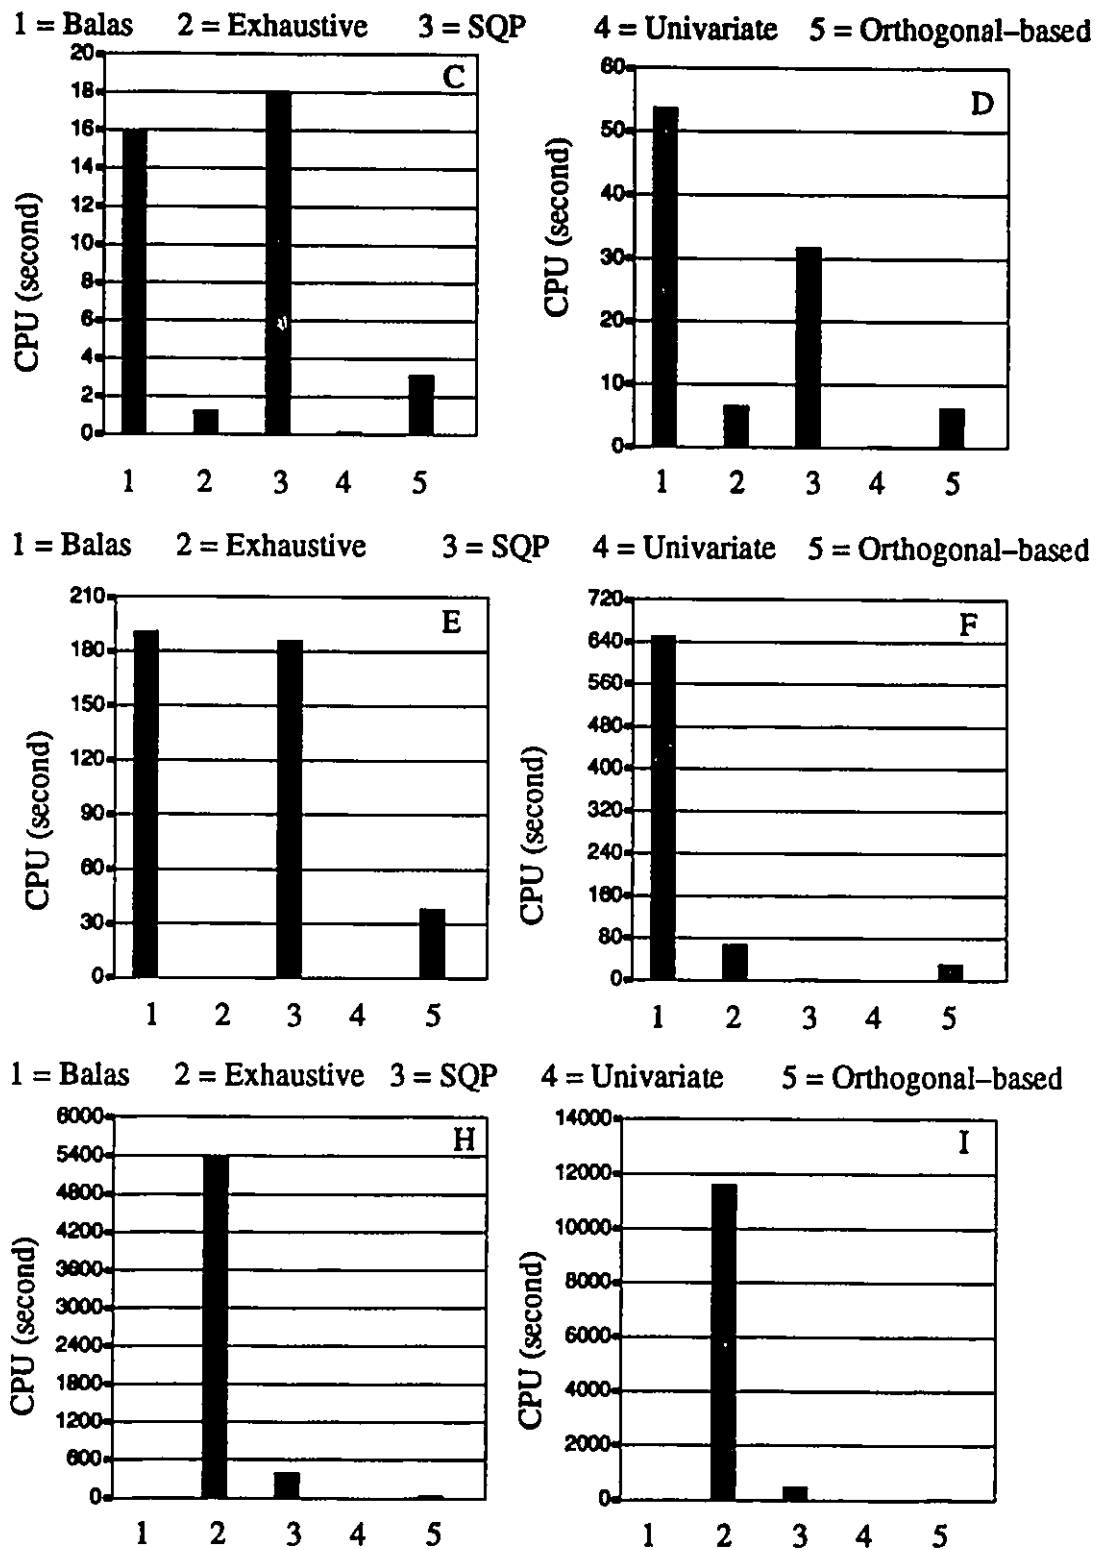 1 = Balas 2 = Exhaustive 3 = SQP 4 = Univariate 5 = Orthogonal-based
C
CPU (second)
20
18
16
14
12
10
8
6
4
2
0
1 2 3 4 5
D
CPU (second)
60
50
40
30
20
10
0
1 2 3 4 5
1 = Balas 2 = Exhaustive 3 = SQP 4 = Univariate 5 = Orthogonal-based
E
CPU (second)
210
180
150
120
90
60
30
0
1 2 3 4 5
F
CPU (second)
720
640
560
480
400
320
240
160
80
0
1 2 3 4 5
1 = Balas 2 = Exhaustive 3 = SQP 4 = Univariate 5 = Orthogonal-based
H
CPU (second)
6000
5400
4800
4200
3600
3000
2400
1800
1200
600
0
1 2 3 4 5
I
CPU (second)
14000
12000
10000
8000
6000
4000
2000
0
1 2 3 4 5